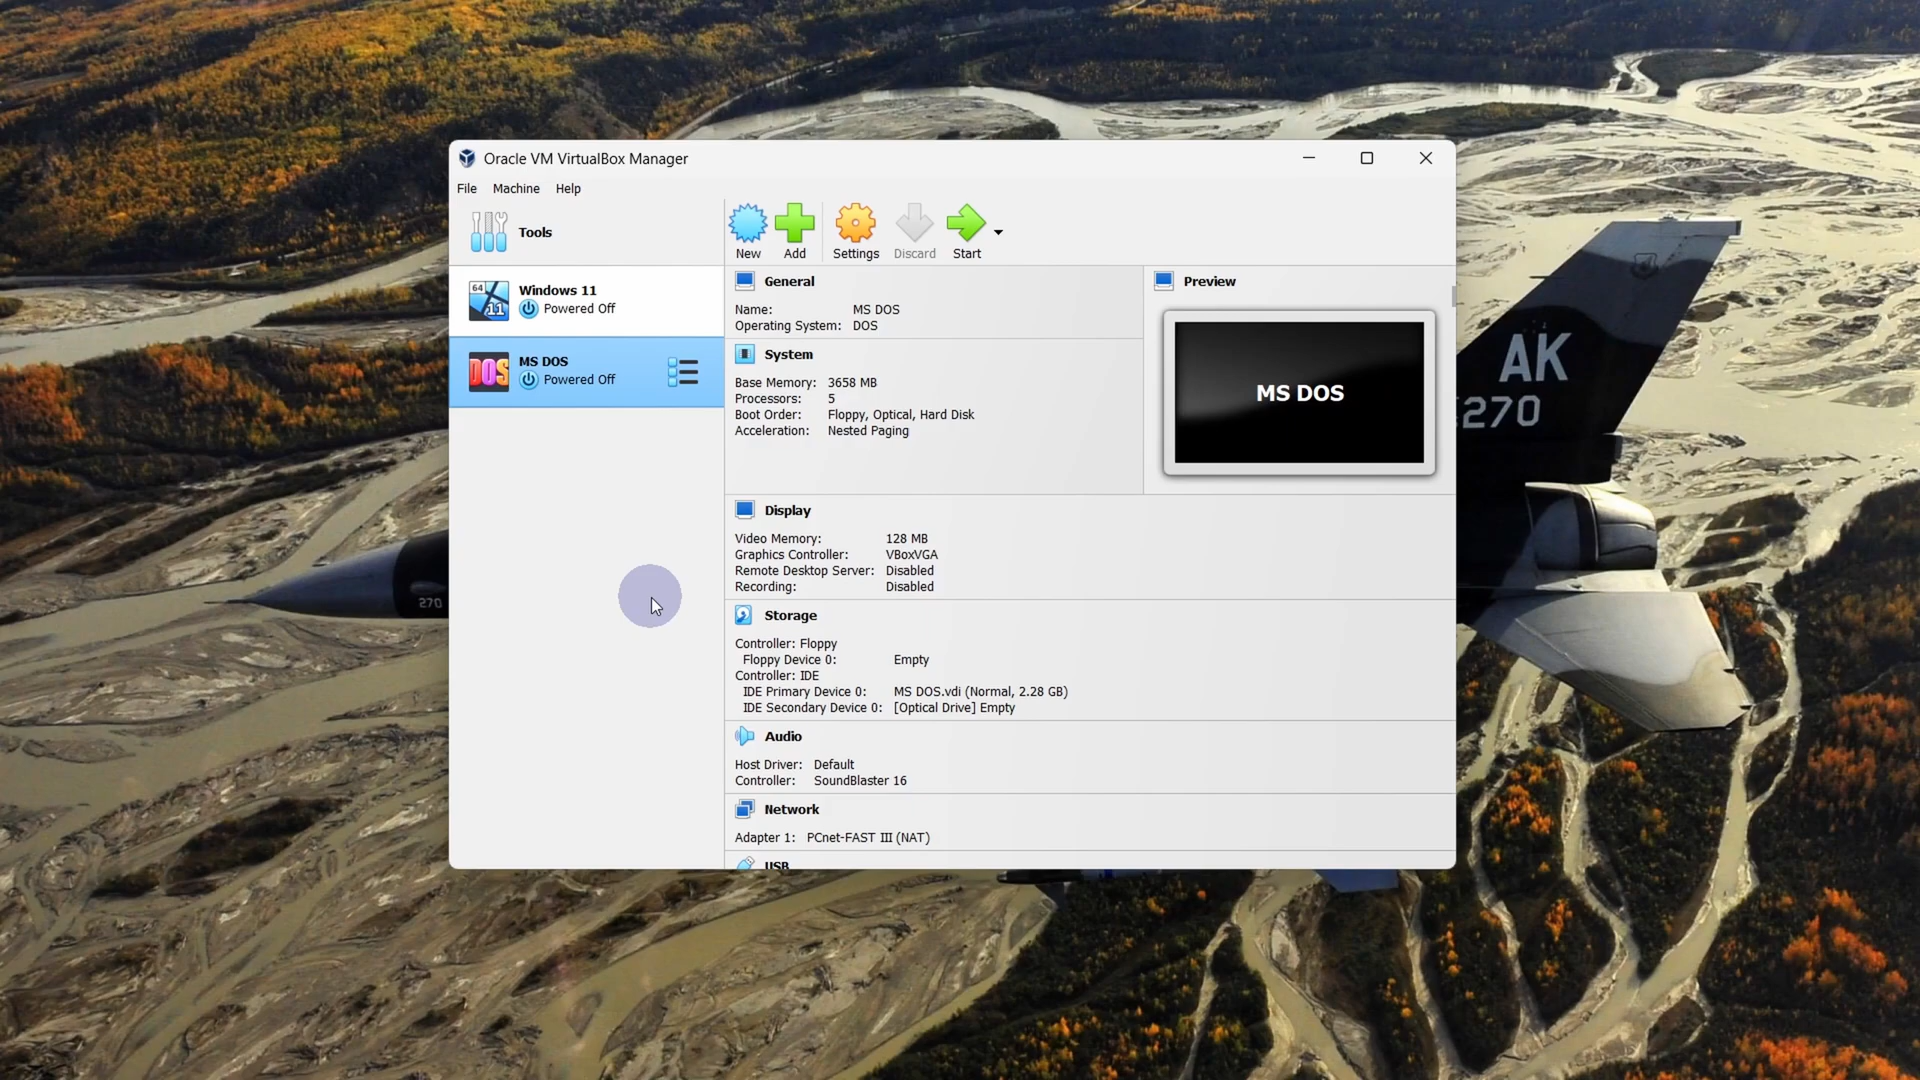 Oracle VM VirtualBox Manager
File Machine Help
Tools
New Add Settings Discard Start
64 11
Windows 11
Powered Off
DOS
MS DOS
Powered Off
General
Name: MS DOS
Operating System: DOS
System
Base Memory: 3658 MB
Processors: 5
Boot Order: Floppy, Optical, Hard Disk
Acceleration: Nested Paging
Preview
MS DOS
Display
Video Memory: 128 MB
Graphics Controller: VBoxVGA
Remote Desktop Server: Disabled
Recording: Disabled
Storage
Controller: Floppy
Floppy Device 0: Empty
Controller: IDE
IDE Primary Device 0: MS DOS.vdi (Normal, 2.28 GB)
IDE Secondary Device 0: [Optical Drive] Empty
Audio
Host Driver: Default
Controller: SoundBlaster 16
Network
Adapter 1: PCnet-FAST III (NAT)
USB
AK
270
270